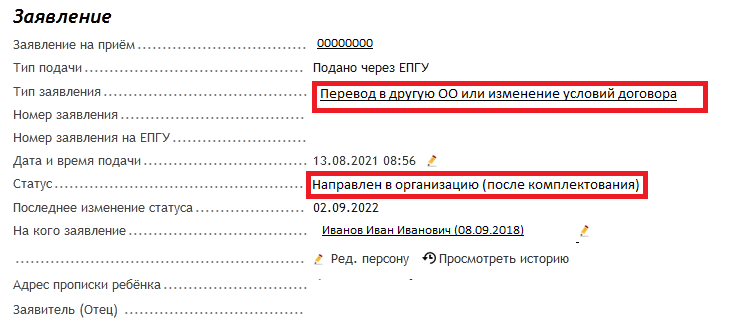 Заявление
Заявление на приём 00000000
Тип подачи Подано через ЕПГУ
Тип заявления Перевод в другую ОО или изменение условий договора
Номер заявления
Номер заявления на ЕПГУ
Дата и время подачи 13.08.2021 08:56
Статус Направлен в организацию (после комплектования)
Последнее изменение статуса 02.09.2022
На кого заявление Иванов Иван Иванович (08.09.2018)
Ред. персону Просмотреть историю
Адрес прописки ребёнка
Заявитель (Отец)